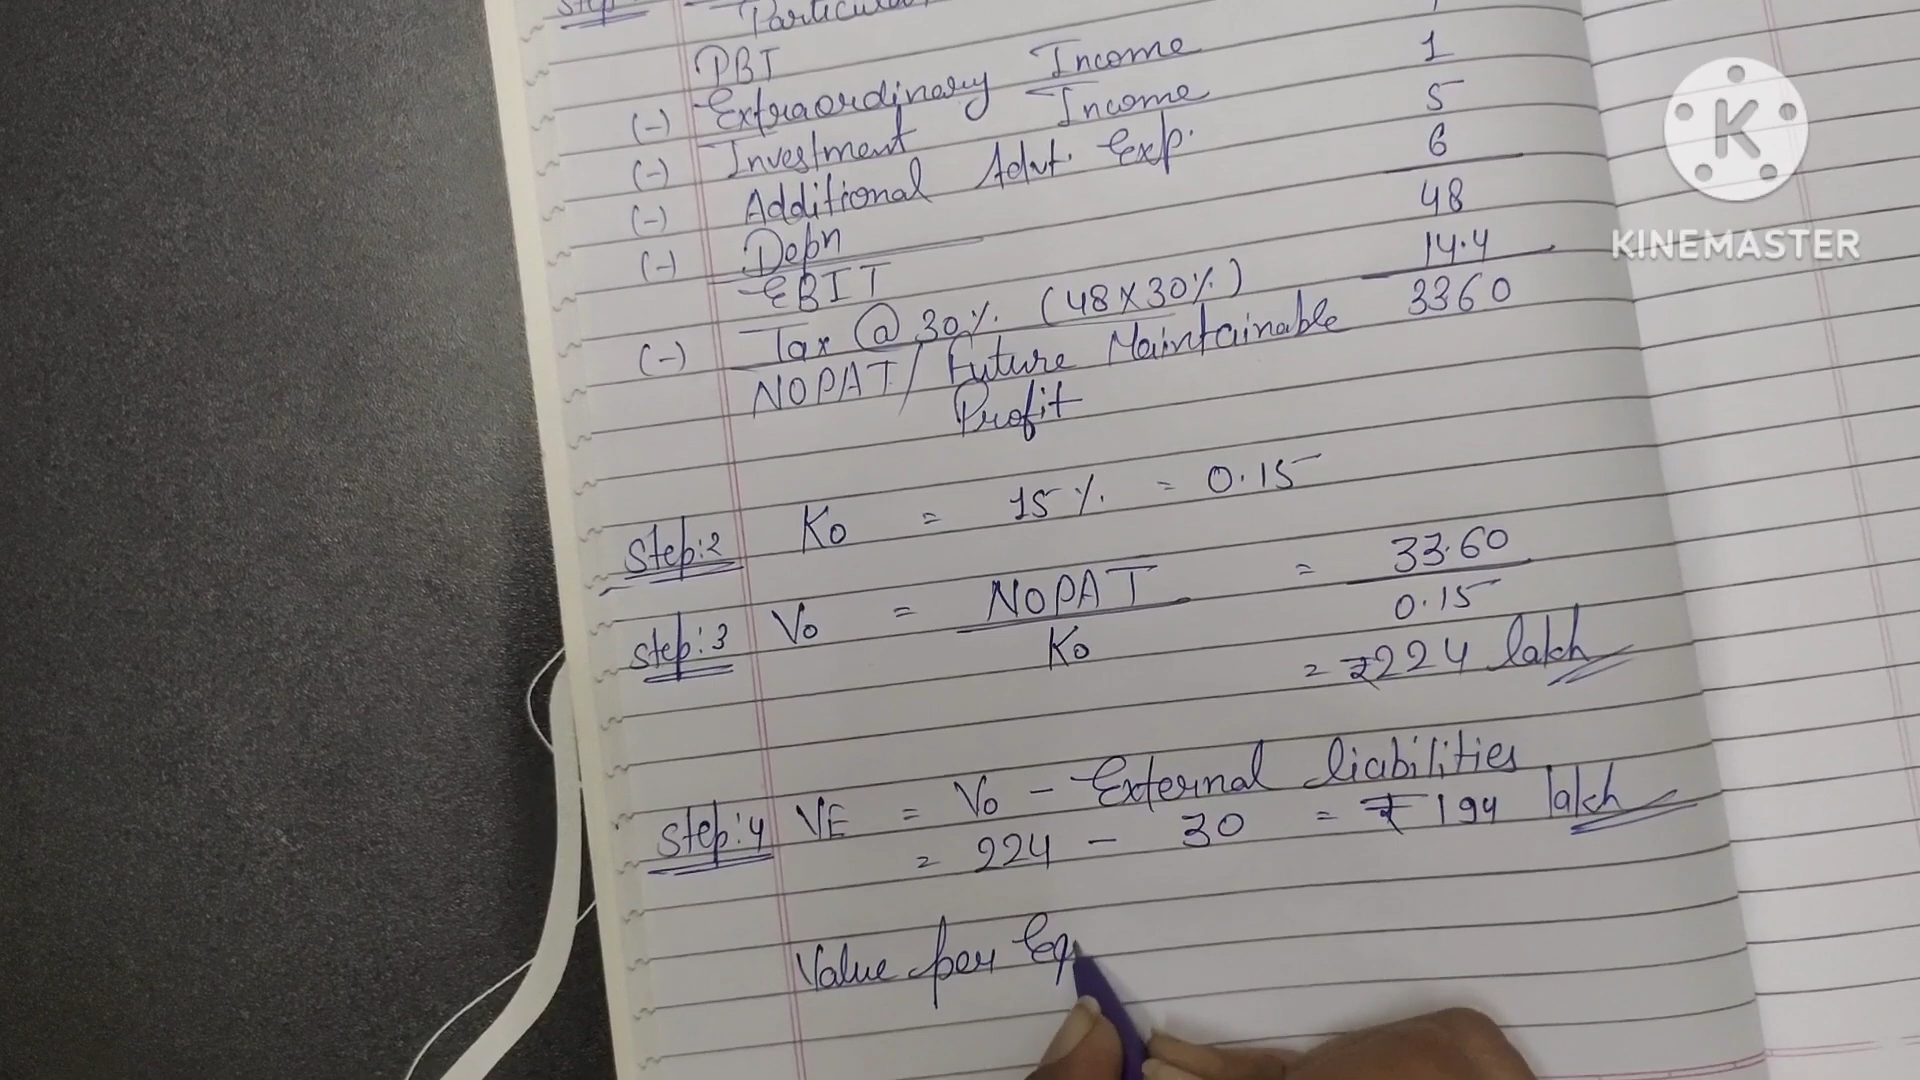 Step
Particular
PBT
(-) Extraordinary Income 1
(-) Investment Income 5
(-) Additional Advt. Exp. 6
(-) Depn
EBIT 48
(-) Tax @ 30% (48 X 30%) 14.4
NOPAT / Future Maintainable 3360
Profit
Step:2 Ko = 15% = 0.15
Step:3 Vo = NOPAT / Ko = 33.60 / 0.15
= ₹224 lakh
Step:4 VE = Vo - External liabilities
= 224 - 30 = ₹ 194 lakh
Value per Eq
K
KINEMASTER